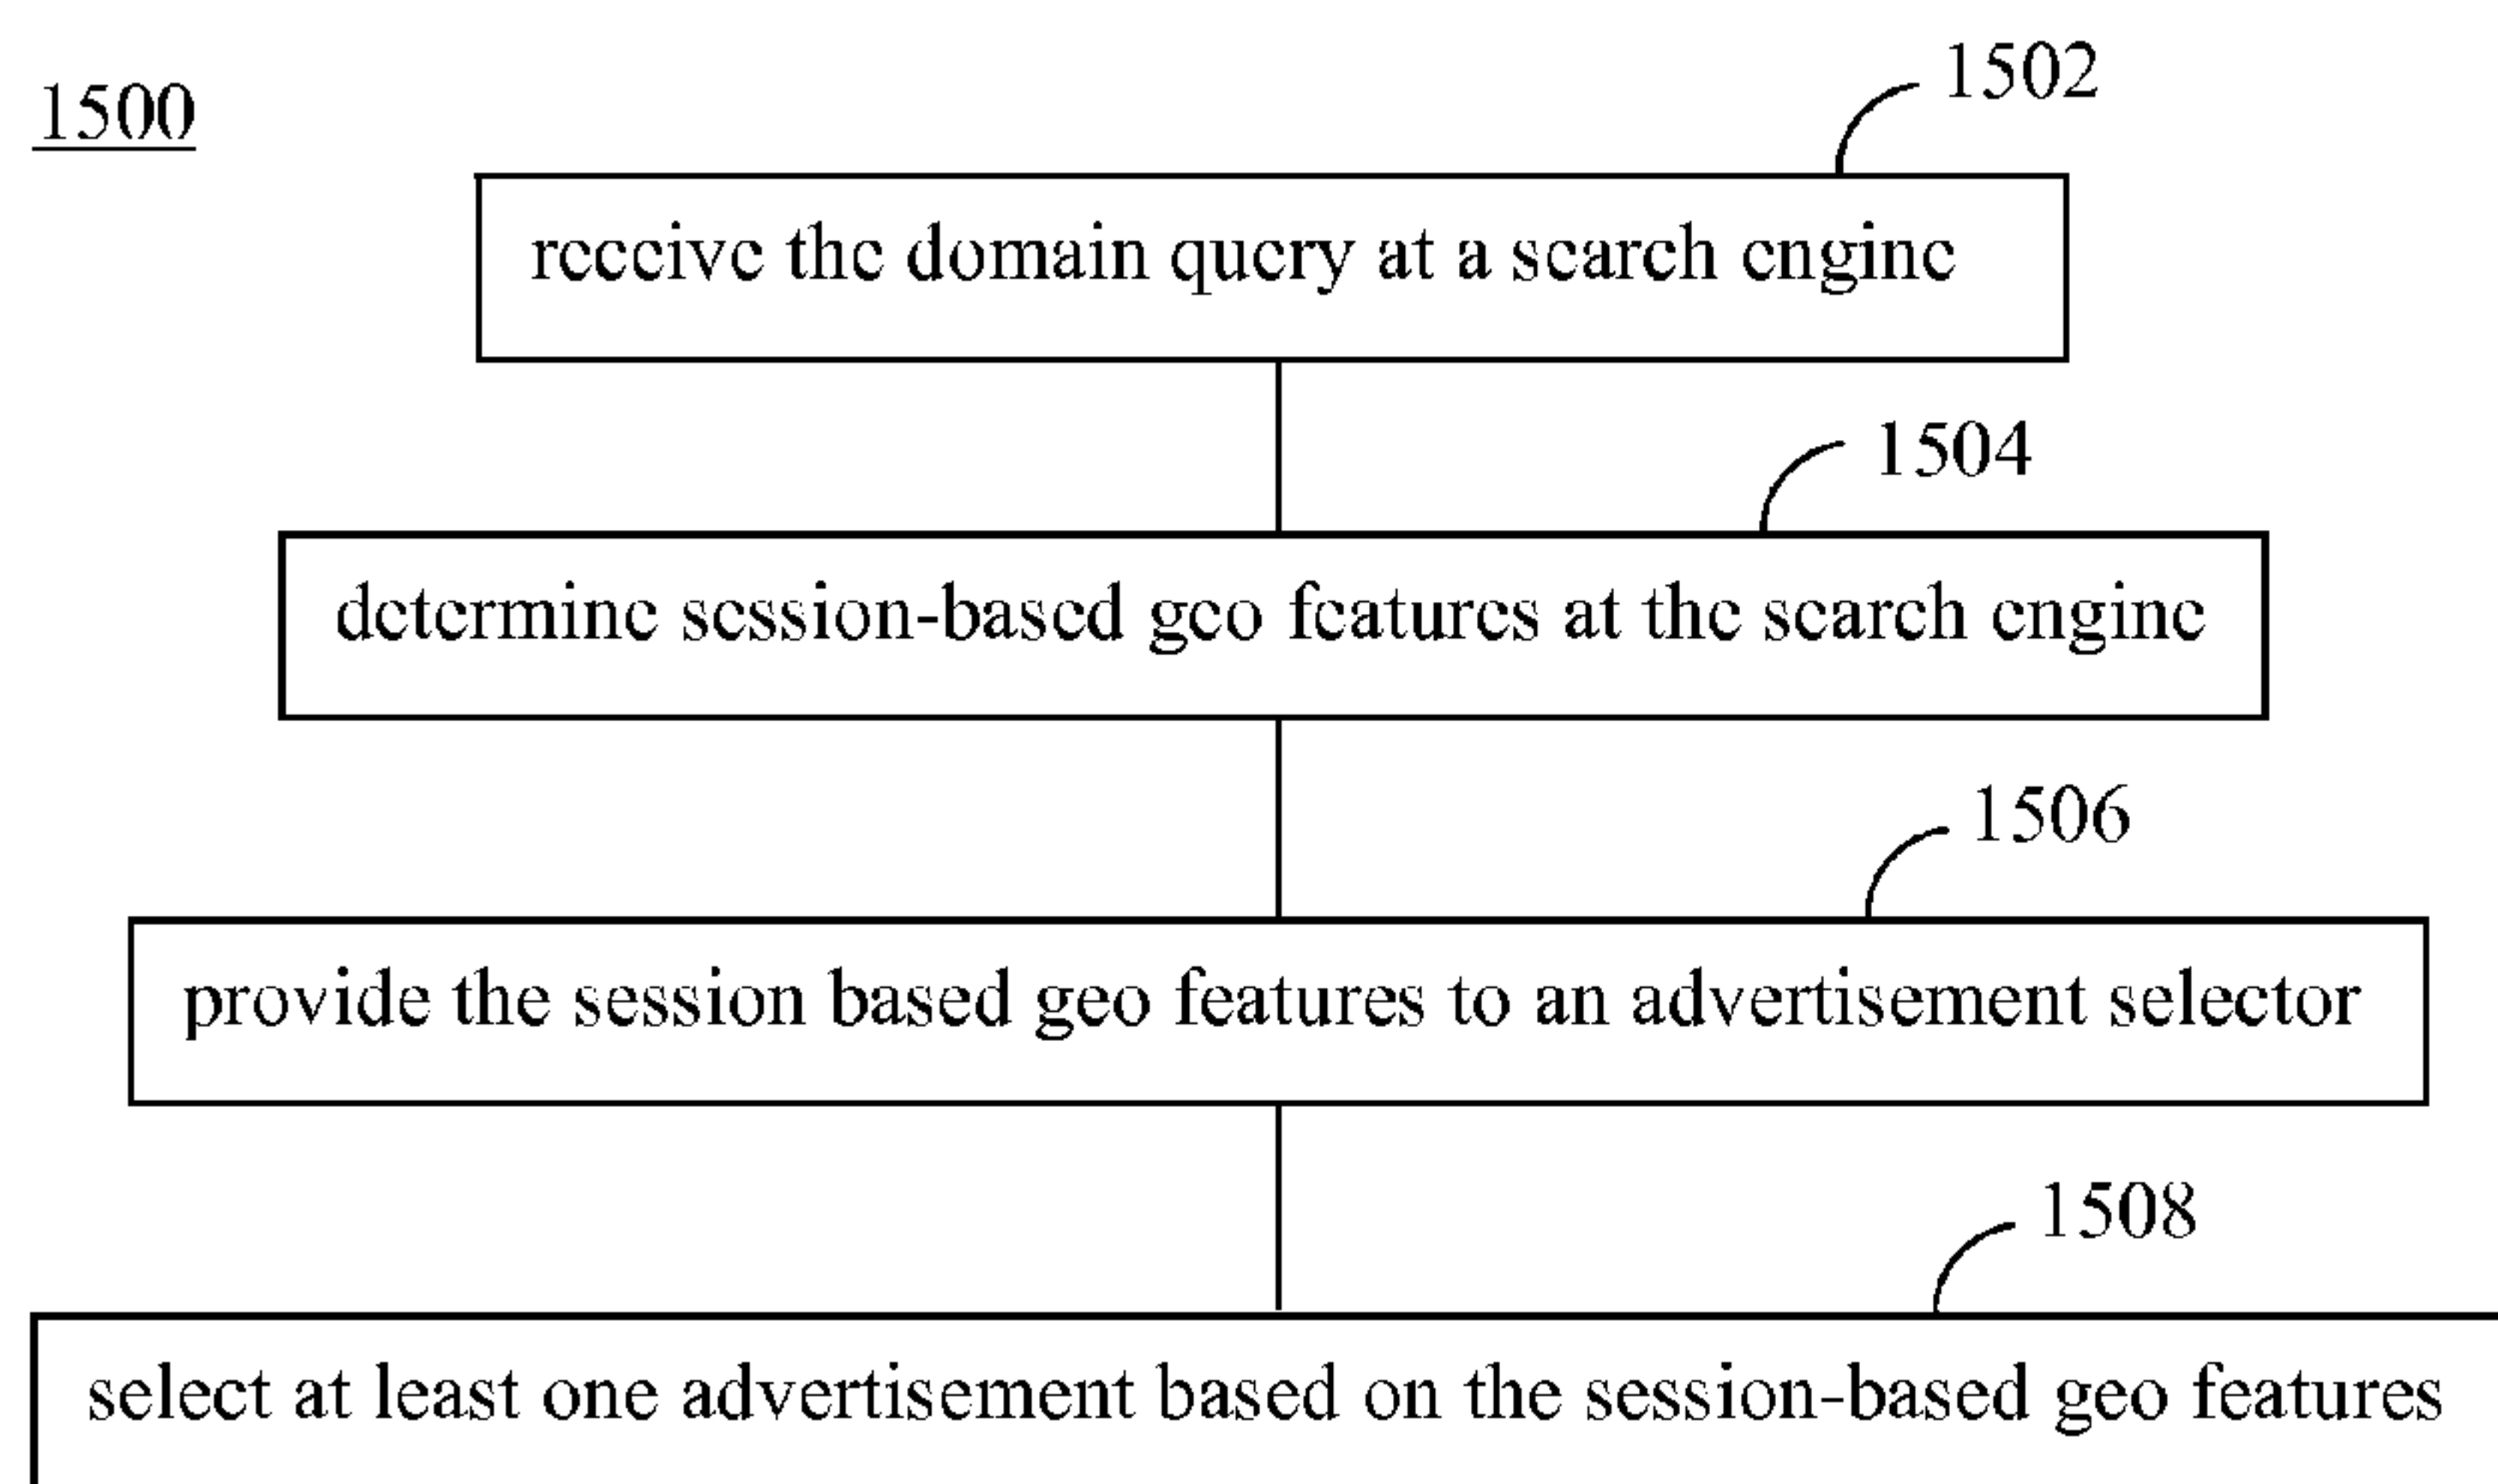 1500
1502
receive the domain query at a search engine
1504
determine session-based geo features at the search engine
1506
provide the session based geo features to an advertisement selector
1508
select at least one advertisement based on the session-based geo features